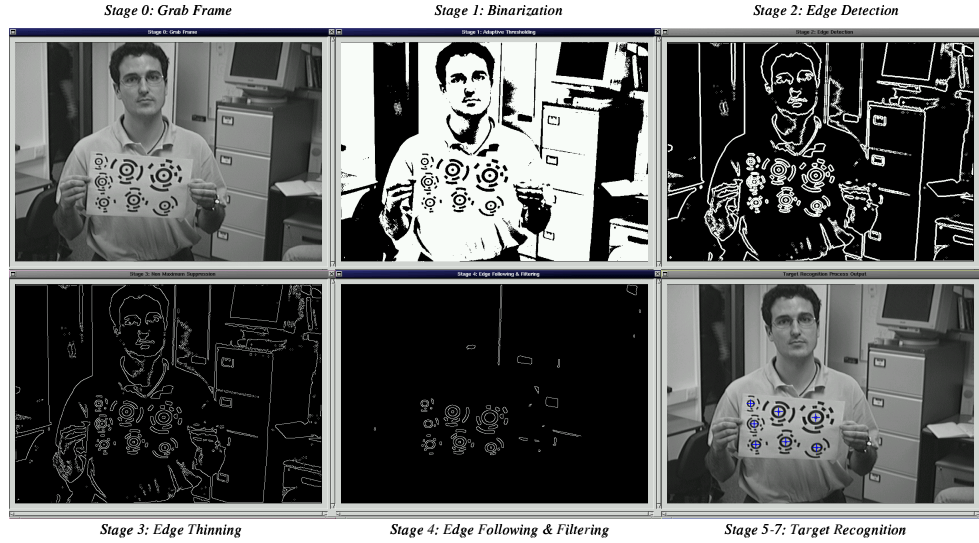 Stage 0: Grab Frame
Stage 1: Binarization
Stage 2: Edge Detection
Stage 0: Grab Frame
Stage 1: Adaptive Thresholding
Stage 2: Edge Detection
Stage 3: Non Maximum Suppression
Stage 4: Edge Following & Filtering
Target Recognition Process Output
Stage 3: Edge Thinning
Stage 4: Edge Following & Filtering
Stage 5-7: Target Recognition